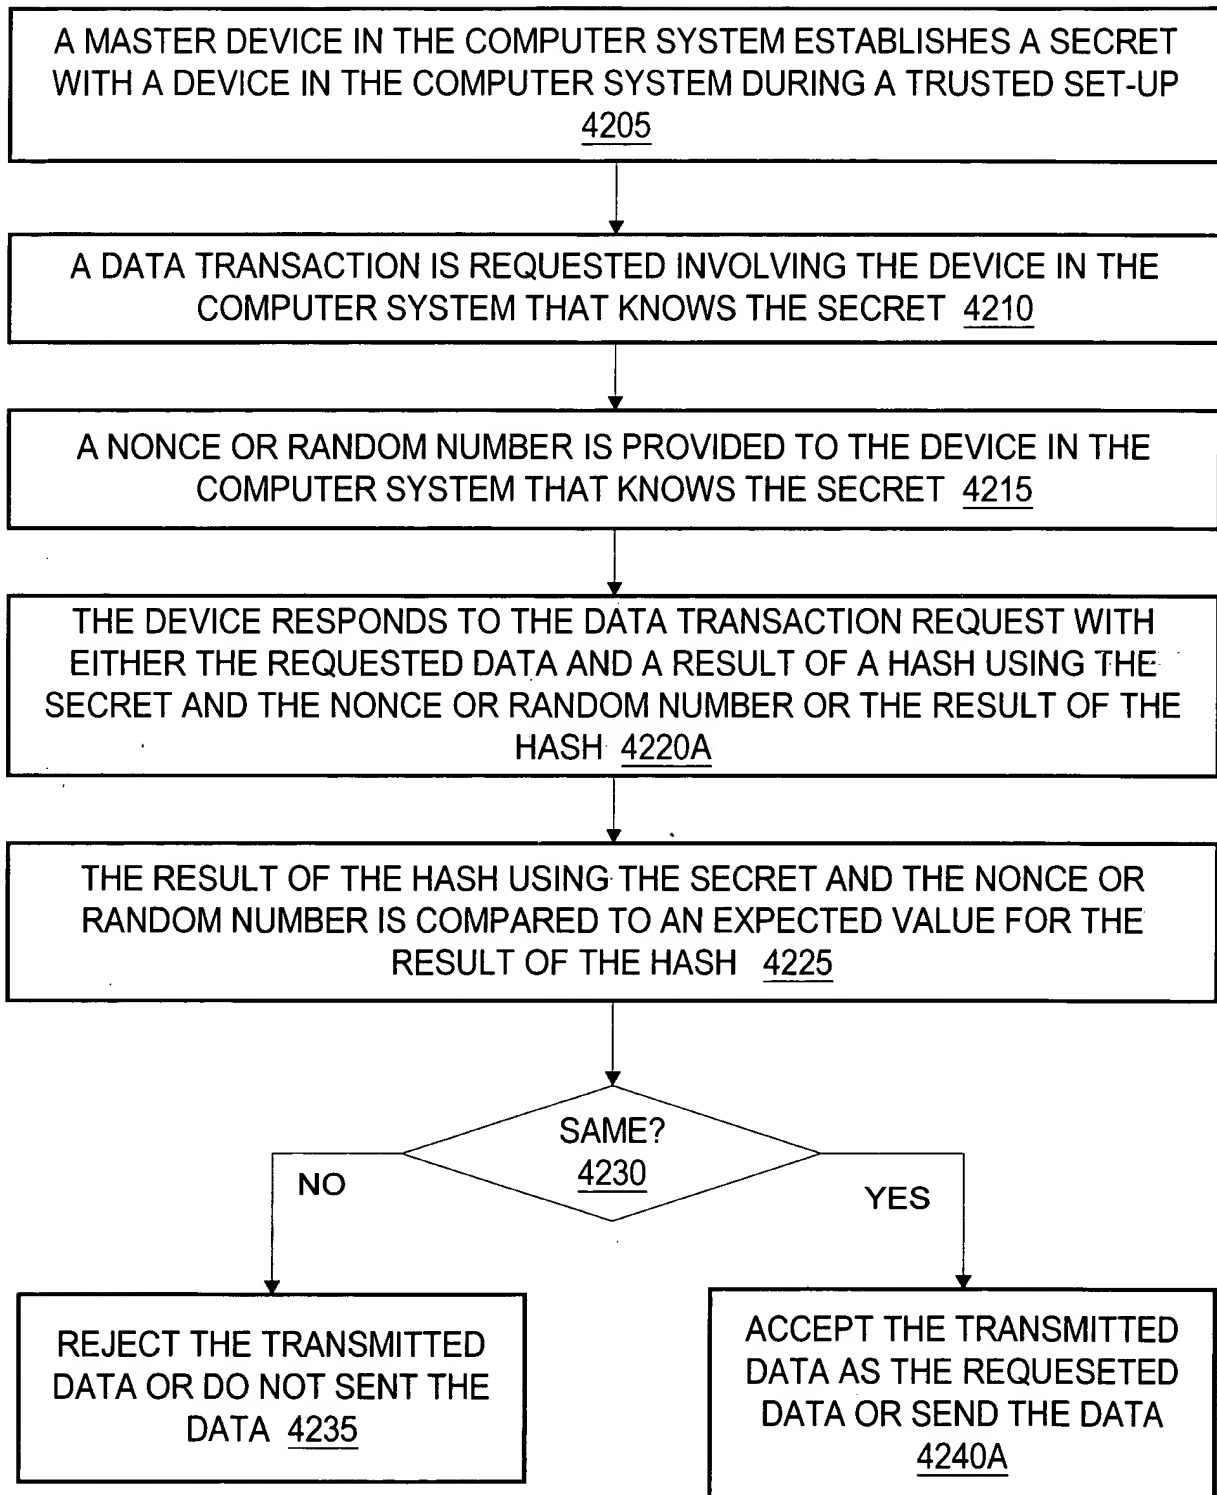 A MASTER DEVICE IN THE COMPUTER SYSTEM ESTABLISHES A SECRET
WITH A DEVICE IN THE COMPUTER SYSTEM DURING A TRUSTED SET-UP
4205
A DATA TRANSACTION IS REQUESTED INVOLVING THE DEVICE IN THE
COMPUTER SYSTEM THAT KNOWS THE SECRET 4210
A NONCE OR RANDOM NUMBER IS PROVIDED TO THE DEVICE IN THE
COMPUTER SYSTEM THAT KNOWS THE SECRET 4215
THE DEVICE RESPONDS TO THE DATA TRANSACTION REQUEST WITH
EITHER THE REQUESTED DATA AND A RESULT OF A HASH USING THE
SECRET AND THE NONCE OR RANDOM NUMBER OR THE RESULT OF THE
HASH 4220A
THE RESULT OF THE HASH USING THE SECRET AND THE NONCE OR
RANDOM NUMBER IS COMPARED TO AN EXPECTED VALUE FOR THE
RESULT OF THE HASH 4225
SAME?
4230
NO
YES
REJECT THE TRANSMITTED
DATA OR DO NOT SENT THE
DATA 4235
ACCEPT THE TRANSMITTED
DATA AS THE REQUESETED
DATA OR SEND THE DATA
4240A